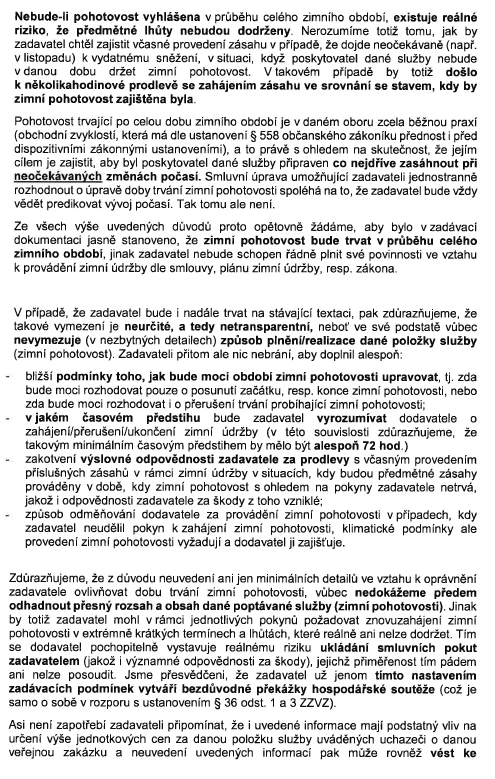 Nebude-li pohotovost vyhlášena v průběhu celého zimního období, existuje reálné
riziko, že předmětné lhůty nebudou dodrženy. Nerozumíme totiž tomu, jak by
zadavatel chtěl zajistit včasné provedení zásahu v případě, že dojde neočekávaně (např.
v listopadu) k vydatnému sněžení, v situaci, když poskytovatel dané služby nebude
v danou dobu držet zimní pohotovost. V takovém případě by totiž došlo
k několikahodinové prodlevě se zahájením zásahu ve srovnání se stavem, kdy by
zimní pohotovost zajištěna byla.
Pohotovost trvající po celou dobu zimního období je v daném oboru zcela běžnou praxí
(obchodní zvyklostí, která má dle ustanovení § 558 občanského zákoníku přednost i před
dispozitivními zákonnými ustanoveními), a to právě s ohledem na skutečnost, že jejím
cílem je zajistit, aby byl poskytovatel dané služby připraven co nejdříve zasáhnout při
neočekávaných změnách počasí. Smluvní úprava umožňující zadavateli jednostranně
rozhodnout o úpravě doby trvání zimní pohotovosti spoléhá na to, že zadavatel bude vždy
vědět predikovat vývoj počasí. Tak tomu ale není.
Ze všech výše uvedených důvodů proto opětovně žádáme, aby bylo v zadávací
dokumentaci jasně stanoveno, že zimní pohotovost bude trvat v průběhu celého
zimního období, jinak zadavatel nebude schopen řádně plnit své povinnosti ve vztahu
k provádění zimní údržby dle smlouvy, plánu zimní údržby, resp. zákona.
V případě, že zadavatel bude i nadále trvat na stávající textaci, pak zdůrazňujeme, že
takové vymezení je neurčité, a tedy netransparentní, neboť ve své podstatě vůbec
nevymezuje (v nezbytných detailech) způsob plnění/realizace dané položky služby
(zimní pohotovost). Zadavateli přitom ale nic nebrání, aby doplnil alespoň:
- bližší podmínky toho, jak bude moci období zimní pohotovosti upravovat, tj. zda
bude moci rozhodovat pouze o posunutí začátku, resp. konce zimní pohotovosti, nebo
zda bude moci rozhodovat i o přerušení trvání probíhající zimní pohotovosti;
- v jakém časovém předstihu bude zadavatel vyrozumívat dodavatele o
zahájení/přerušení/ukončení zimní údržby (v této souvislosti zdůrazňujeme, že
takovým minimálním časovým předstihem by mělo být alespoň 72 hod.)
- zakotvení výslovné odpovědnosti zadavatele za prodlevy s včasným provedením
příslušných zásahů v rámci zimní údržby v situacích, kdy budou předmětné zásahy
prováděny v době, kdy zimní pohotovost s ohledem na pokyny zadavatele netrvá,
jakož i odpovědnosti zadavatele za škody z toho vzniklé;
- způsob odměňování dodavatele za provádění zimní pohotovosti v případech, kdy
zadavatel neudělil pokyn k zahájení zimní pohotovosti, klimatické podmínky ale
provedení zimní pohotovosti vyžadují a dodavatel ji zajišťuje.
Zdůrazňujeme, že z důvodu neuvedení ani jen minimálních detailů ve vztahu k oprávnění
zadavatele ovlivňovat dobu trvání zimní pohotovosti, vůbec nedokážeme předem
odhadnout přesný rozsah a obsah dané poptávané služby (zimní pohotovosti). Jinak
by totiž zadavatel mohl v rámci jednotlivých pokynů požadovat znovuzahájení zimní
pohotovosti v extrémně krátkých termínech a lhůtách, které reálně ani nelze dodržet. Tím
se dodavatel pochopitelně vystavuje reálnému riziku ukládání smluvních pokut
zadavatelem (jakož i významné odpovědnosti za škody), jejichž přiměřenost tím pádem
ani nelze posoudit. Jsme přesvědčeni, že zadavatel už jenom tímto nastavením
zadávacích podmínek vytváří bezdůvodné překážky hospodářské soutěže (což je
samo o sobě v rozporu s ustanovením § 36 odst. 1 a 3 ZZVZ).
Asi není zapotřebí zadavateli připomínat, že i uvedené informace mají podstatný vliv na
určení výše jednotkových cen za danou položku služby uváděných uchazeči o danou
veřejnou zakázku a neuvedení uvedených informací pak může rovněž vést ke